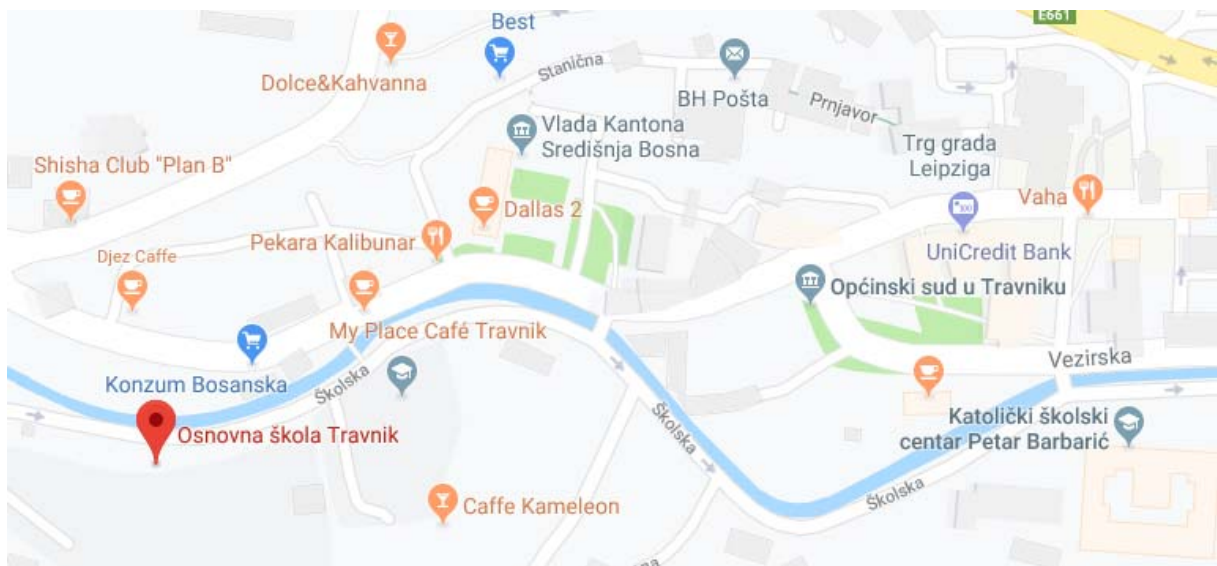 E661
Best
Dolce&Kahvanna
Stanična
BH Pošta
Prnjavor
Vlada Kantona
Središnja Bosna
Trg grada
Leipziga
Shisha Club "Plan B"
Vaha
Dallas 2
Pekara Kalibunar
UniCredit Bank
Djez Caffe
Općinski sud u Travniku
My Place Café Travnik
Vezirska
Konzum Bosanska
Školska
Osnovna škola Travnik
Školska
Katolički školski
centar Petar Barbarić
Školska
Caffe Kameleon